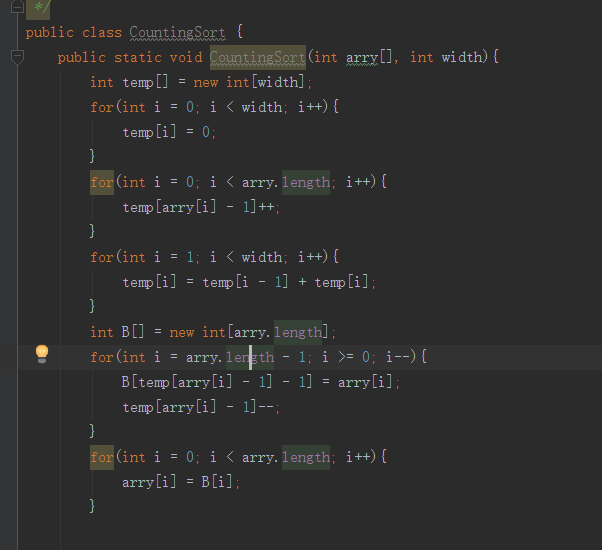 */
public class CountingSort {
public static void CountingSort(int arry[], int width){
int temp[] = new int[width];
for(int i = 0; i < width; i++){
temp[i] = 0;
}
for(int i = 0; i < arry.length; i++){
temp[arry[i] - 1]++;
}
for(int i = 1; i < width; i++){
temp[i] = temp[i - 1] + temp[i];
}
int B[] = new int[arry.length];
for(int i = arry.length - 1; i >= 0; i--){
B[temp[arry[i] - 1] - 1] = arry[i];
temp[arry[i] - 1]--;
}
for(int i = 0; i < arry.length; i++){
arry[i] = B[i];
}